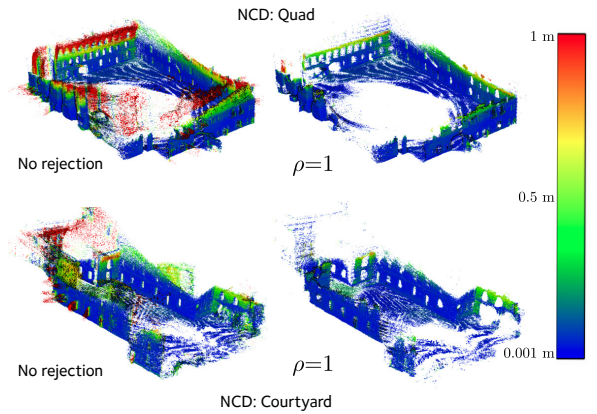 NCD: Quad
1 m
No rejection
ρ=1
0.5 m
0.001 m
No rejection
ρ=1
NCD: Courtyard